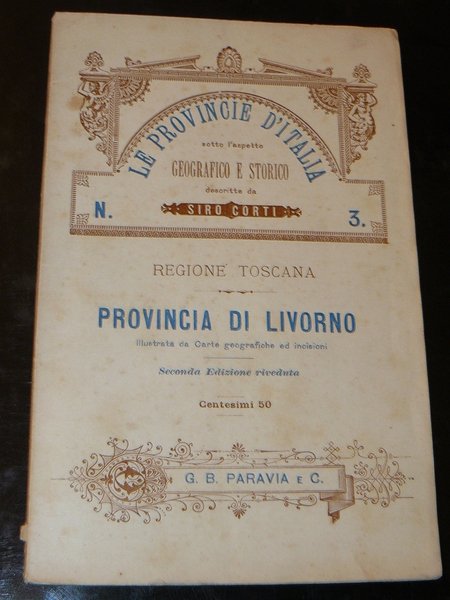 LE PROVINCIE D'ITALIA
sotto l'aspetto
GEOGRAFICO E STORICO
descritte da
SIRO CORTI
N. 3.
REGIONE TOSCANA
PROVINCIA DI LIVORNO
Illustrata da Carte geografiche ed incisioni
Seconda Edizione riveduta
Centesimi 50
G. B. PARAVIA E C.